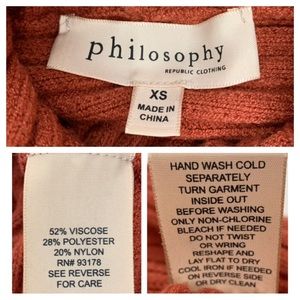 philosophy
REPUBLIC CLOTHING
XS
MADE IN
CHINA
52% VISCOSE
28% POLYESTER
20% NYLON
RN# 93178
SEE REVERSE
FOR CARE
HAND WASH COLD
SEPARATELY
TURN GARMENT
INSIDE OUT
BEFORE WASHING
ONLY NON-CHLORINE
BLEACH IF NEEDED
DO NOT TWIST
OR WRING
RESHAPE AND
LAY FLAT TO DRY
COOL IRON IF NEEDED
ON REVERSE SIDE
OR DRY CLEAN